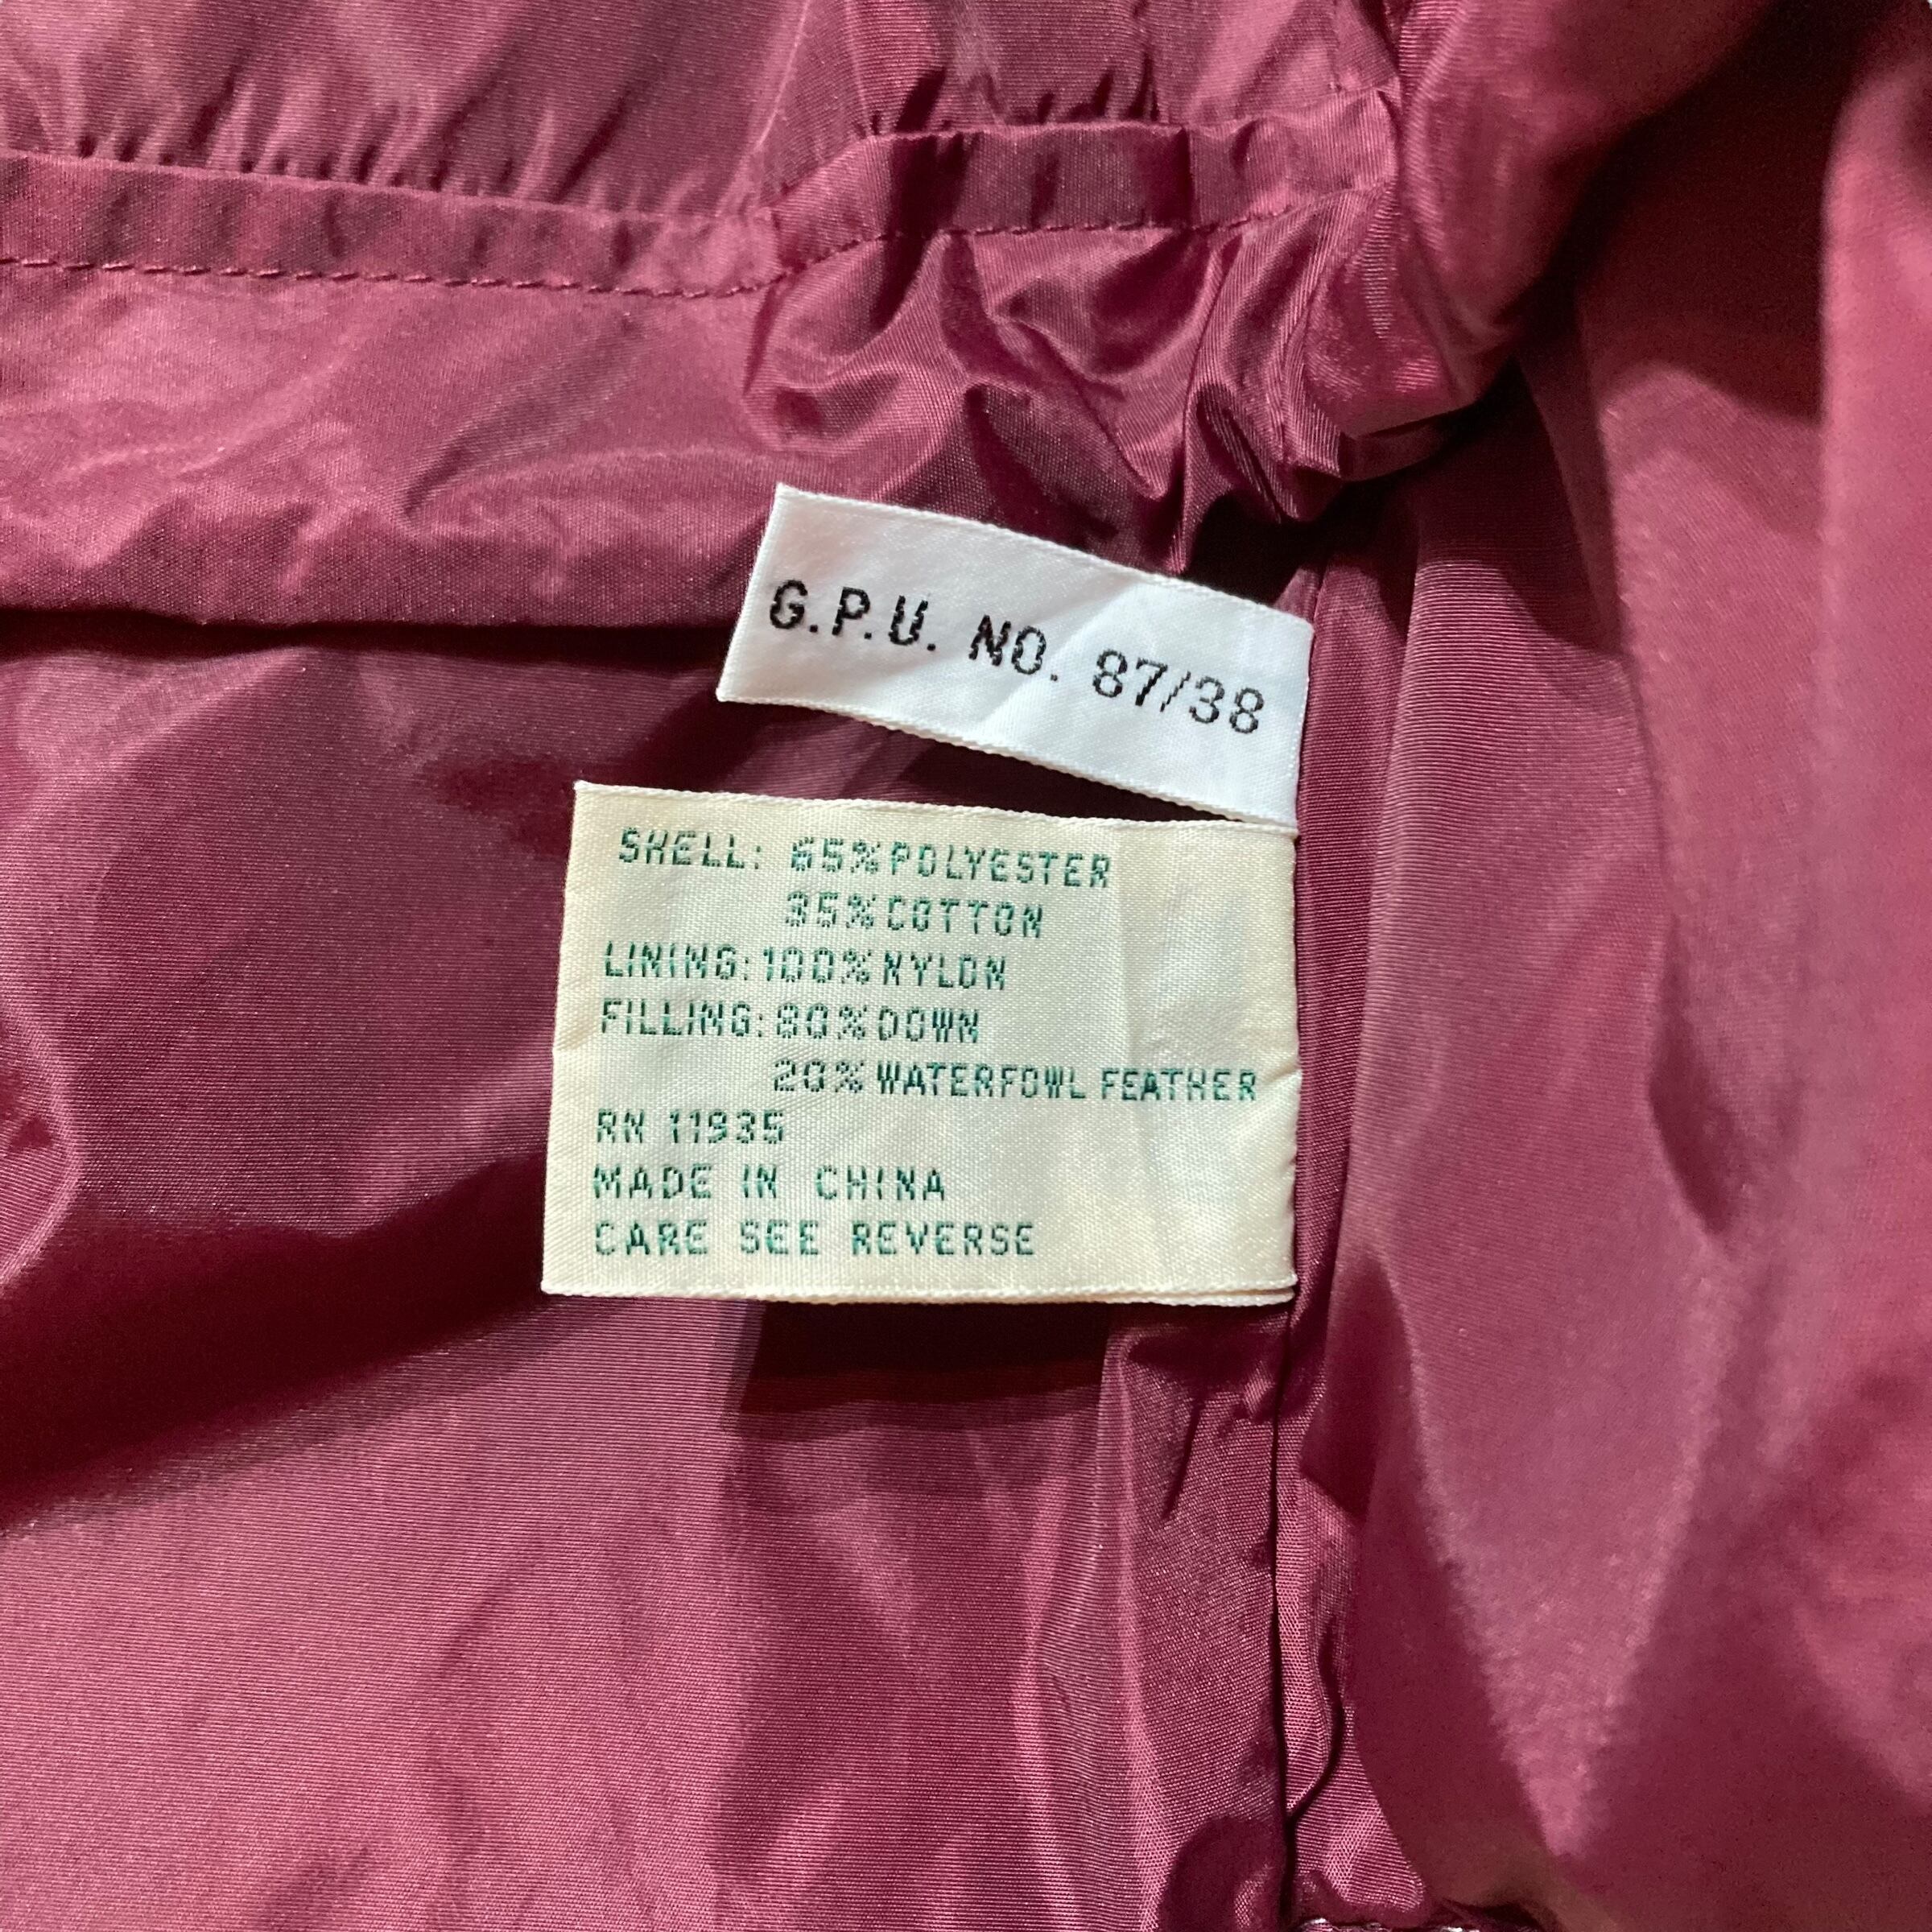 G.P.U. NO. 87/38
SHELL: 65% POLYESTER
35% COTTON
LINING: 100% NYLON
FILLING: 80% DOWN
20% WATERFOWL FEATHER
RN 11935
MADE IN CHINA
CARE SEE REVERSE